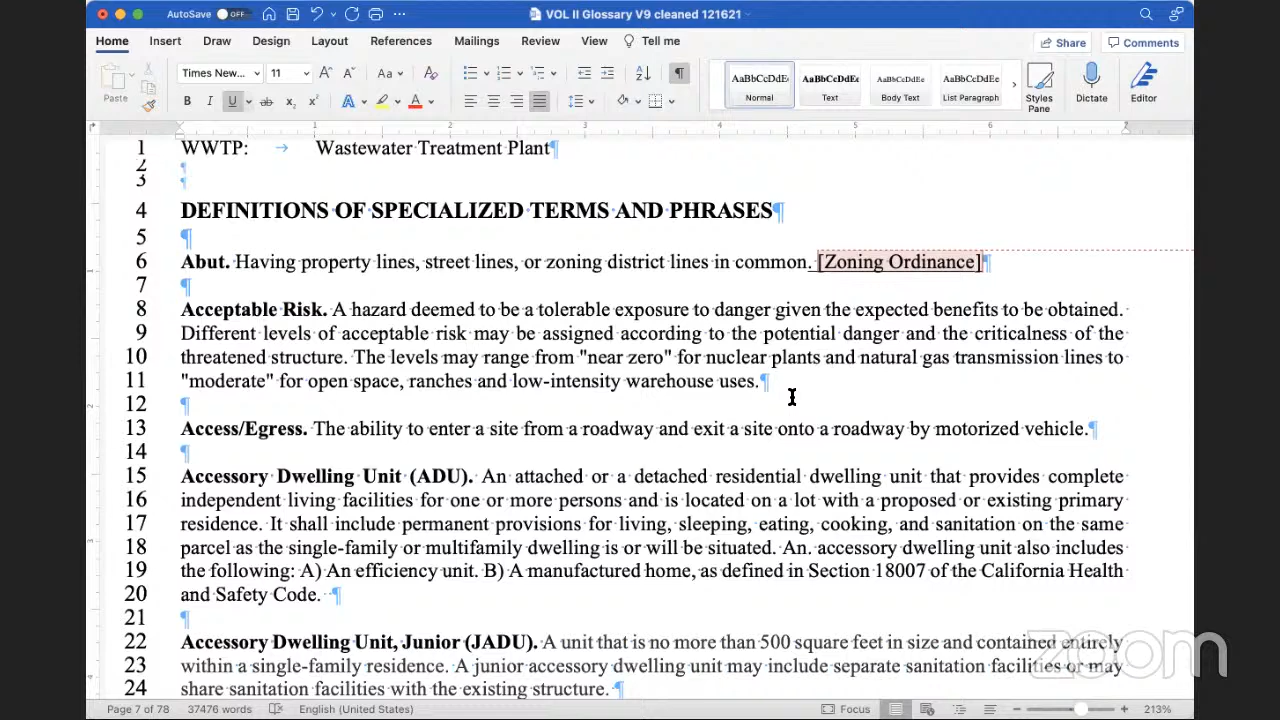 AutoSave OFF VOL II Glossary V9 cleaned 121621
Home Insert Draw Design Layout References Mailings Review View Tell me Share Comments
Paste Times New... 11 A^ Aa A AaBbCcDdEe AaBbCcDdEe AaBbCcDdEe AaBbCcDdEe
B I U ab x₂ x² A A Normal Text Body Text List Paragraph Styles Pane Dictate Editor
1 2 3 4 5 6 7
1 WWTP: → Wastewater Treatment Plant¶
2 ¶
3 ¶
4 DEFINITIONS OF SPECIALIZED TERMS AND PHRASES¶
5 ¶
6 Abut. Having property lines, street lines, or zoning district lines in common. [Zoning Ordinance]¶
7 ¶
8 Acceptable Risk. A hazard deemed to be a tolerable exposure to danger given the expected benefits to be obtained.
9 Different levels of acceptable risk may be assigned according to the potential danger and the criticalness of the
10 threatened structure. The levels may range from "near zero" for nuclear plants and natural gas transmission lines to
11 "moderate" for open space, ranches and low-intensity warehouse uses.¶
12 ¶
13 Access/Egress. The ability to enter a site from a roadway and exit a site onto a roadway by motorized vehicle.¶
14 ¶
15 Accessory Dwelling Unit (ADU). An attached or a detached residential dwelling unit that provides complete
16 independent living facilities for one or more persons and is located on a lot with a proposed or existing primary
17 residence. It shall include permanent provisions for living, sleeping, eating, cooking, and sanitation on the same
18 parcel as the single-family or multifamily dwelling is or will be situated. An. accessory dwelling unit also includes
19 the following: A) An efficiency unit. B) A manufactured home, as defined in Section 18007 of the California Health
20 and Safety Code. ¶
21 ¶
22 Accessory Dwelling Unit, Junior (JADU). A unit that is no more than 500 square feet in size and contained entirely
23 within a single-family residence. A junior accessory dwelling unit may include separate sanitation facilities or may
24 share sanitation facilities with the existing structure. ¶
zoom
Page 7 of 78 37476 words English (United States) Focus 213%